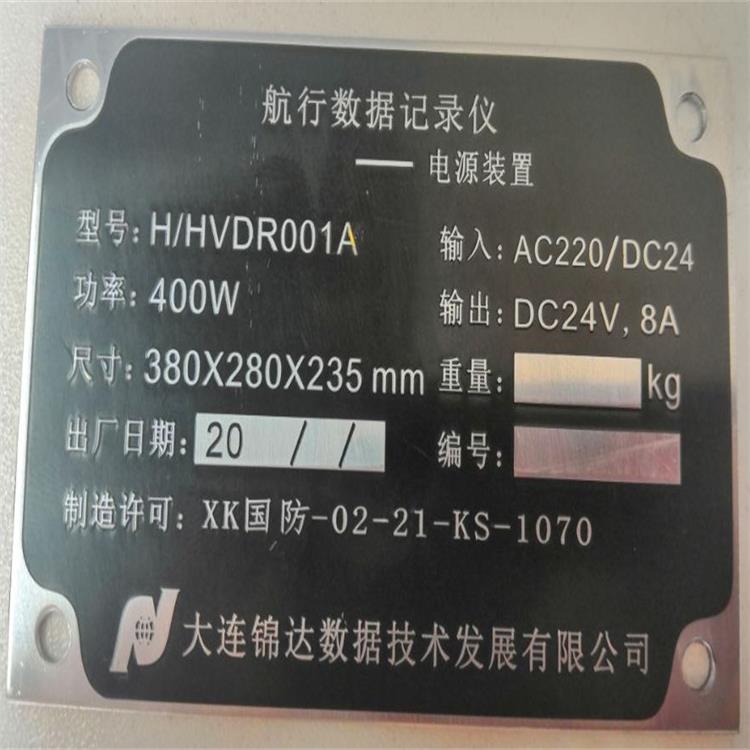 航行数据记录仪
——电源装置
型号: H/HVDR001A 输入: AC220/DC24
功率: 400W 输出: DC24V, 8A
尺寸: 380X280X235 mm 重量: kg
出厂日期: 20 / / 编号:
制造许可: XK国防-02-21-KS-1070
大连锦达数据技术发展有限公司